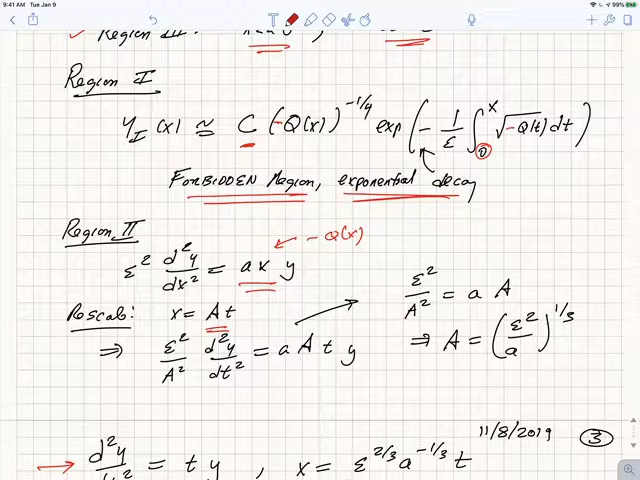 9:41 AM Tue Jan 9
99%
T
✓ Region III:
Region I
y_I (x) ≅ C (-Q(x))^{-1/4} exp(- 1/ε ∫_0^x √(-Q(t)) dt)
FORBIDDEN Region, exponential decay
Region II
ε² d²y/dx² = a x y
← - Q(x)
Rescale: x = A t
⇒ ε²/A² d²y/dt² = a A t y
ε²/A² = a A
⇒ A = (ε²/a)^{1/3}
11/8/2019 ③
→ d²y = t y , x = ε^{2/3} a^{-1/3} t